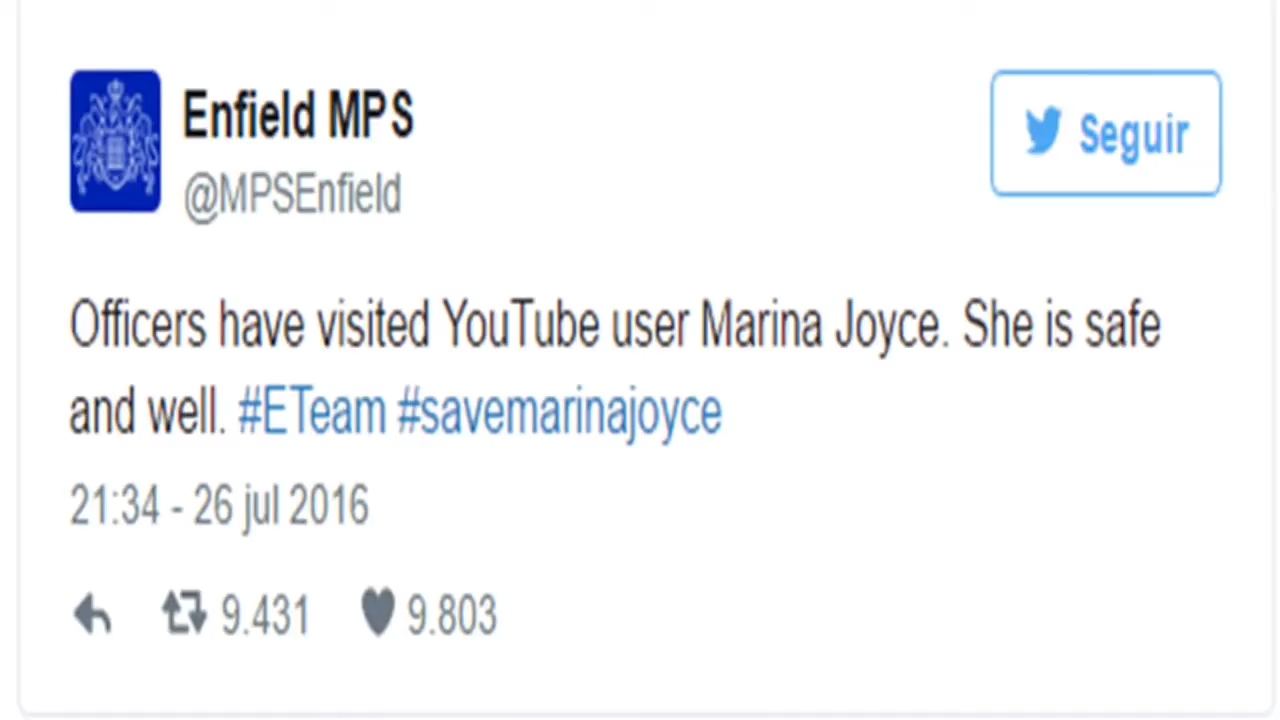 Enfield MPS
Seguir
@MPSEnfield
Officers have visited YouTube user Marina Joyce. She is safe
and well. #ETeam #savemarinajoyce
21:34 - 26 jul 2016
9.431 9.803